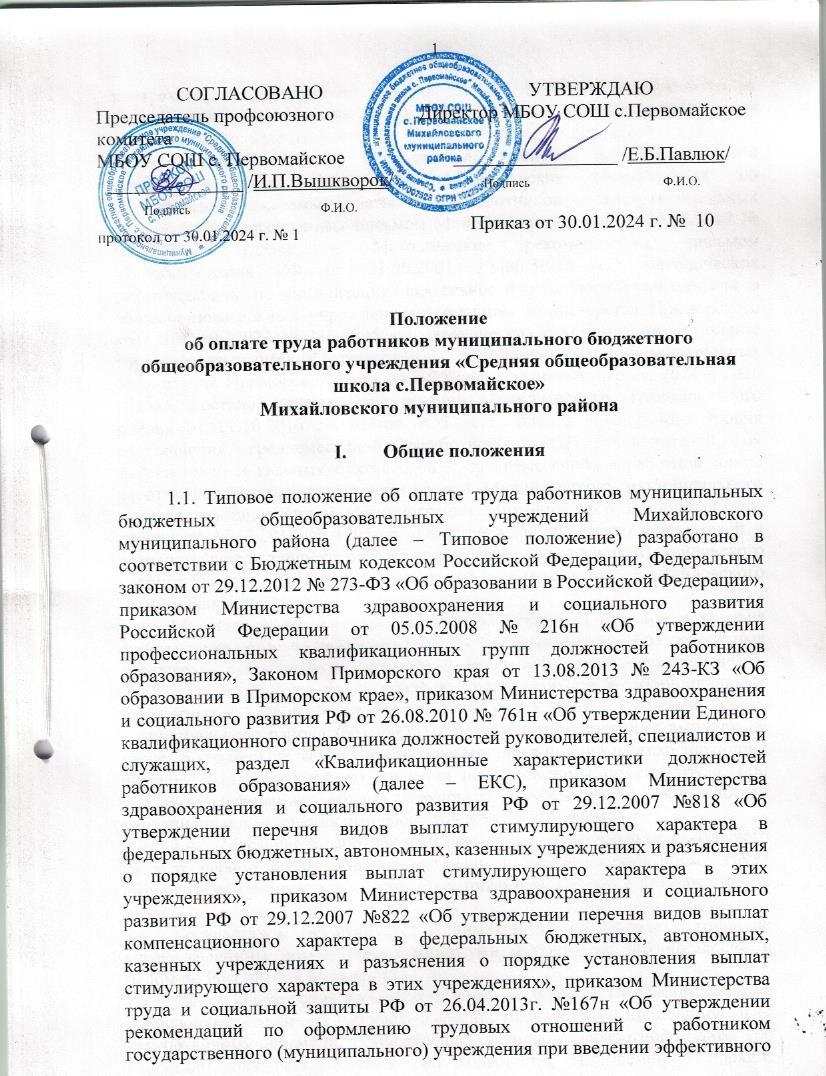 1
СОГЛАСОВАНО
Председатель профсоюзного
комитета
МБОУ СОШ с. Первомайское
/И.П.Вышкворок/
Подпись Ф.И.О.
протокол от 30.01.2024 г. № 1
УТВЕРЖДАЮ
Директор МБОУ СОШ с.Первомайское
/Е.Б.Павлюк/
Подпись Ф.И.О.
Приказ от 30.01.2024 г. № 10
МБОУ СОШ
с.Первомайское
Михайловского
муниципального
района
ПРОФКОМ
МБОУ СОШ
с. Первомайское
Положение
об оплате труда работников муниципального бюджетного
общеобразовательного учреждения «Средняя общеобразовательная
школа с.Первомайское»
Михайловского муниципального района
I. Общие положения
1.1. Типовое положение об оплате труда работников муниципальных
бюджетных общеобразовательных учреждений Михайловского
муниципального района (далее – Типовое положение) разработано в
соответствии с Бюджетным кодексом Российской Федерации, Федеральным
законом от 29.12.2012 № 273-ФЗ «Об образовании в Российской Федерации»,
приказом Министерства здравоохранения и социального развития
Российской Федерации от 05.05.2008 № 216н «Об утверждении
профессиональных квалификационных групп должностей работников
образования», Законом Приморского края от 13.08.2013 № 243-КЗ «Об
образовании в Приморском крае», приказом Министерства здравоохранения
и социального развития РФ от 26.08.2010 № 761н «Об утверждении Единого
квалификационного справочника должностей руководителей, специалистов и
служащих, раздел «Квалификационные характеристики должностей
работников образования» (далее – ЕКС), приказом Министерства
здравоохранения и социального развития РФ от 29.12.2007 №818 «Об
утверждении перечня видов выплат стимулирующего характера в
федеральных бюджетных, автономных, казенных учреждениях и разъяснения
о порядке установления выплат стимулирующего характера в этих
учреждениях», приказом Министерства здравоохранения и социального
развития РФ от 29.12.2007 №822 «Об утверждении перечня видов выплат
компенсационного характера в федеральных бюджетных, автономных,
казенных учреждениях и разъяснения о порядке установления выплат
стимулирующего характера в этих учреждениях», приказом Министерства
труда и социальной защиты РФ от 26.04.2013г. №167н «Об утверждении
рекомендаций по оформлению трудовых отношений с работником
государственного (муниципального) учреждения при введении эффективного